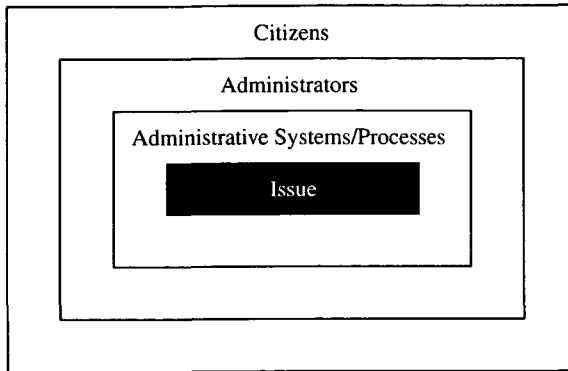 Citizens
Administrators
Administrative Systems/Processes
Issue